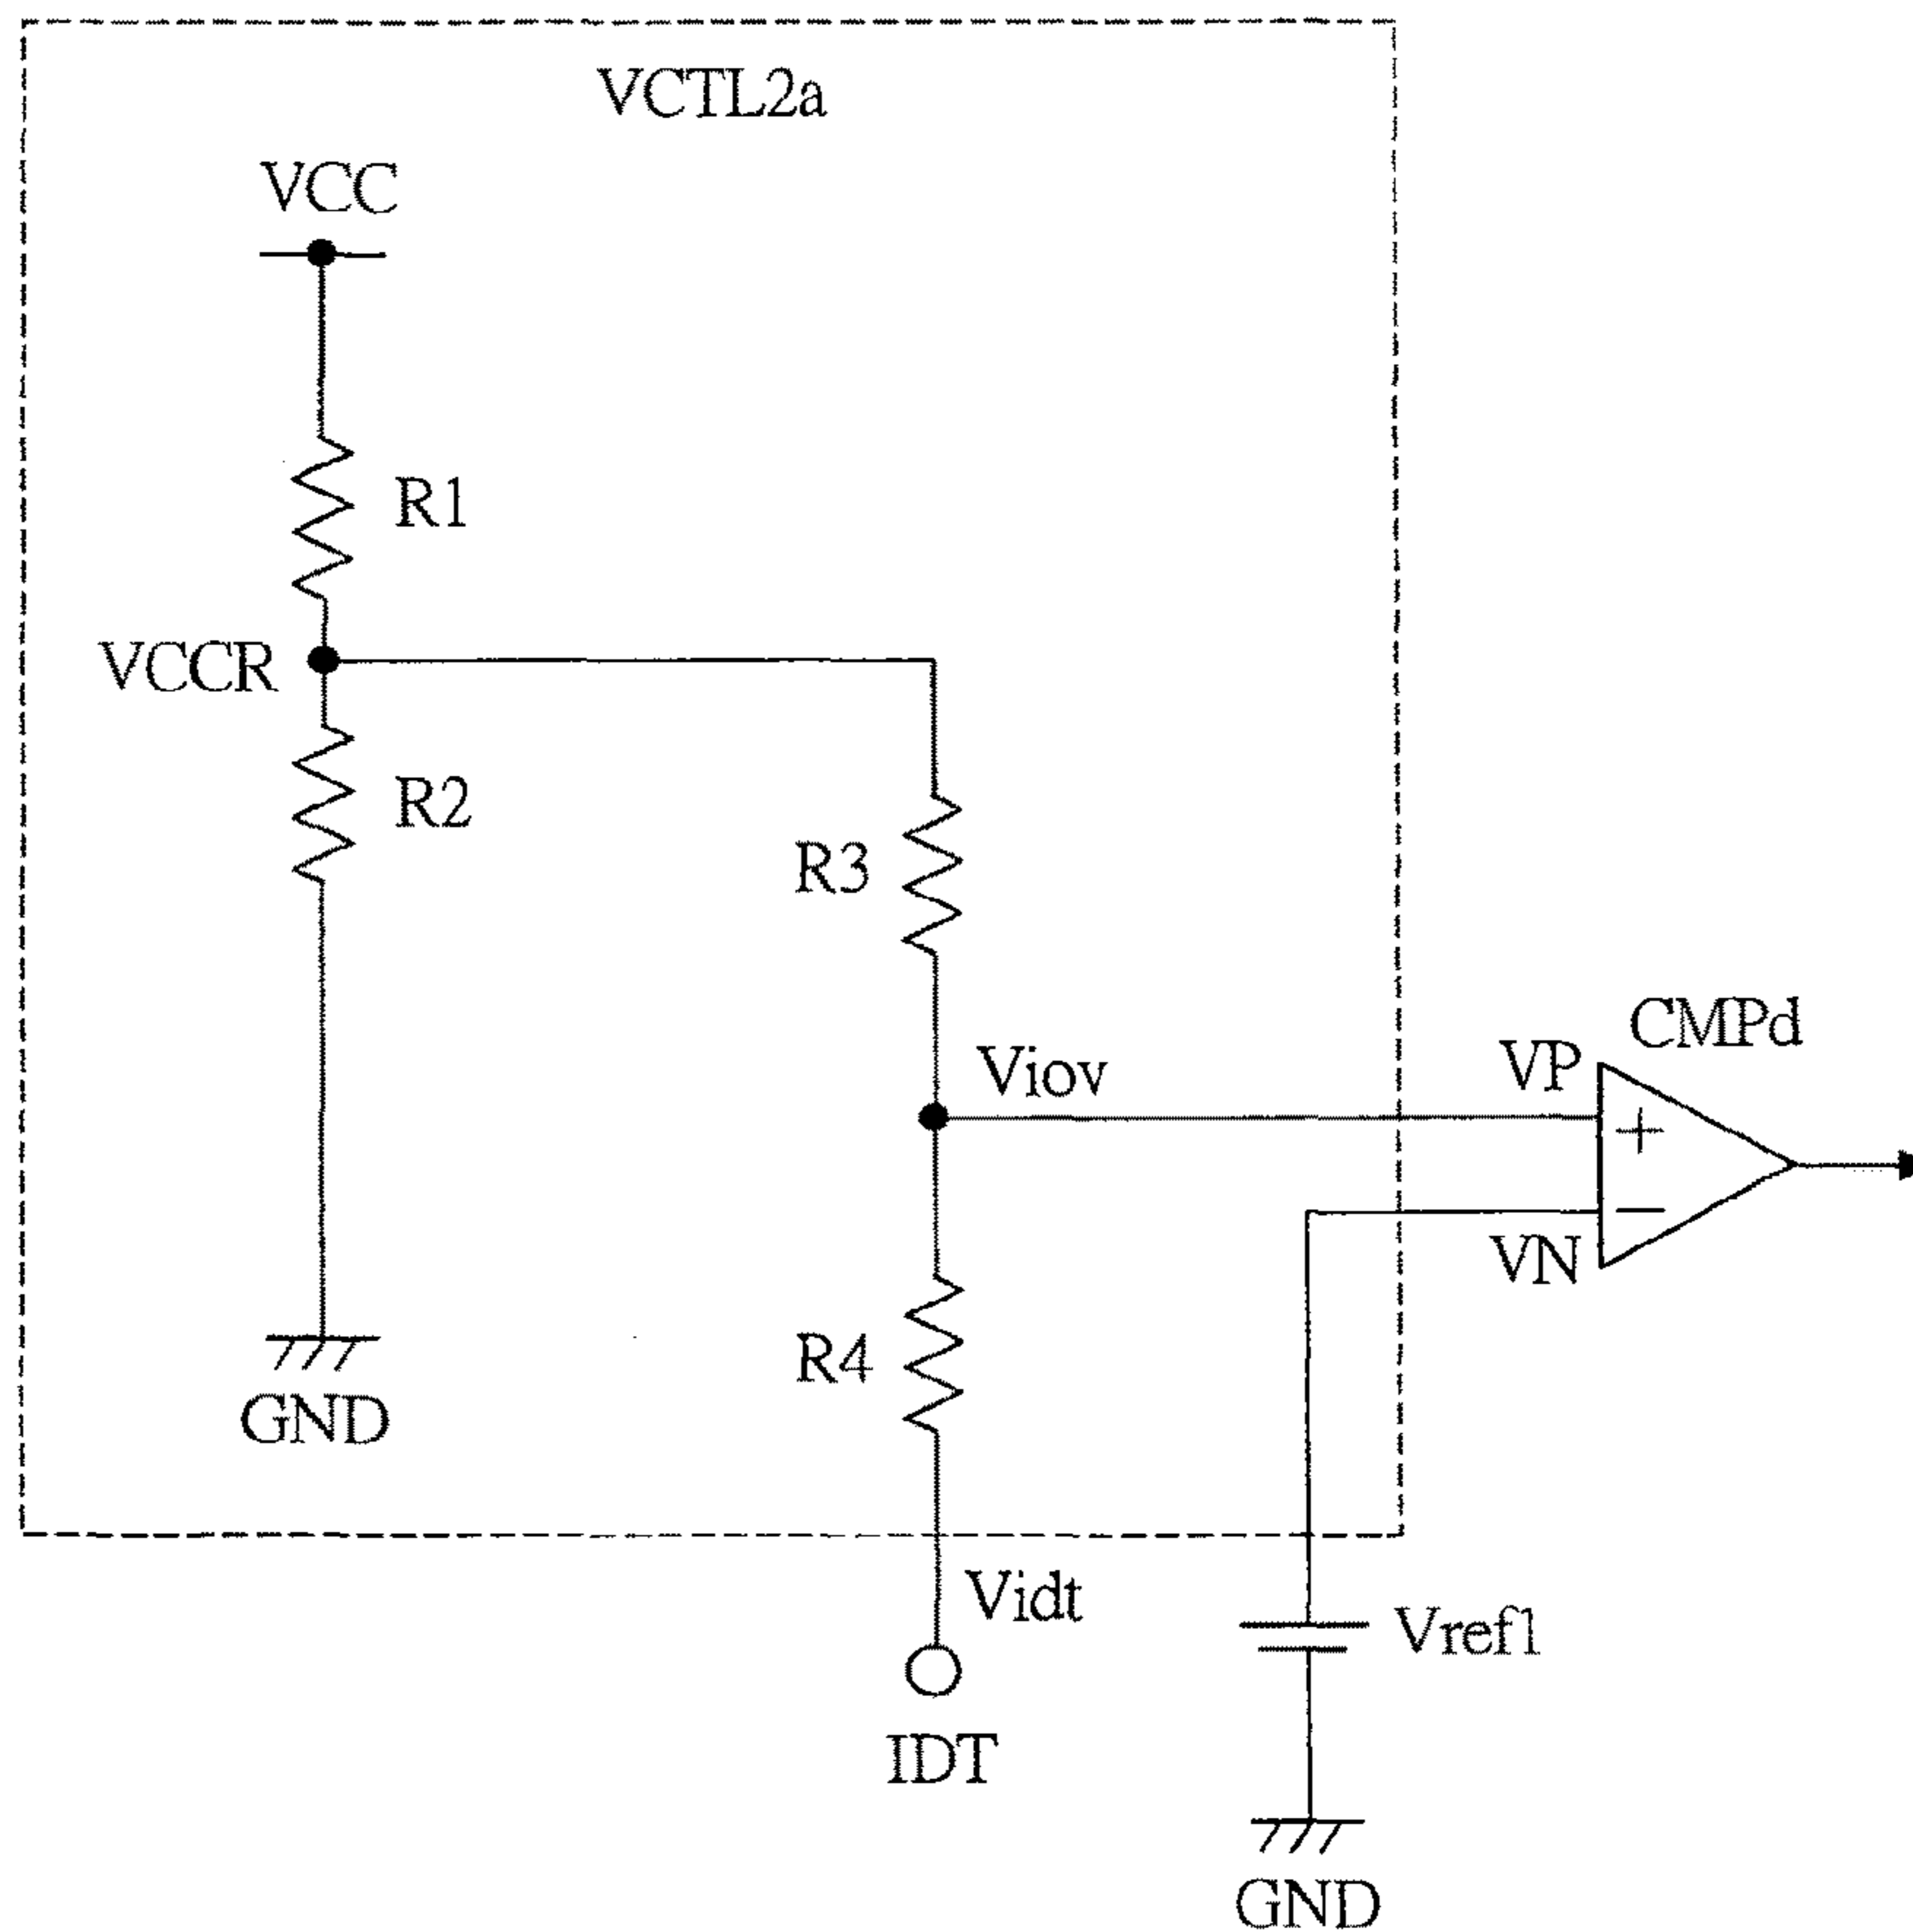 VCTL2a
VCC
R1
VCCR
R2
R3
CMPd
VP
Viov
+
−
VN
R4
GND
Vidt
Vref1
IDT
GND